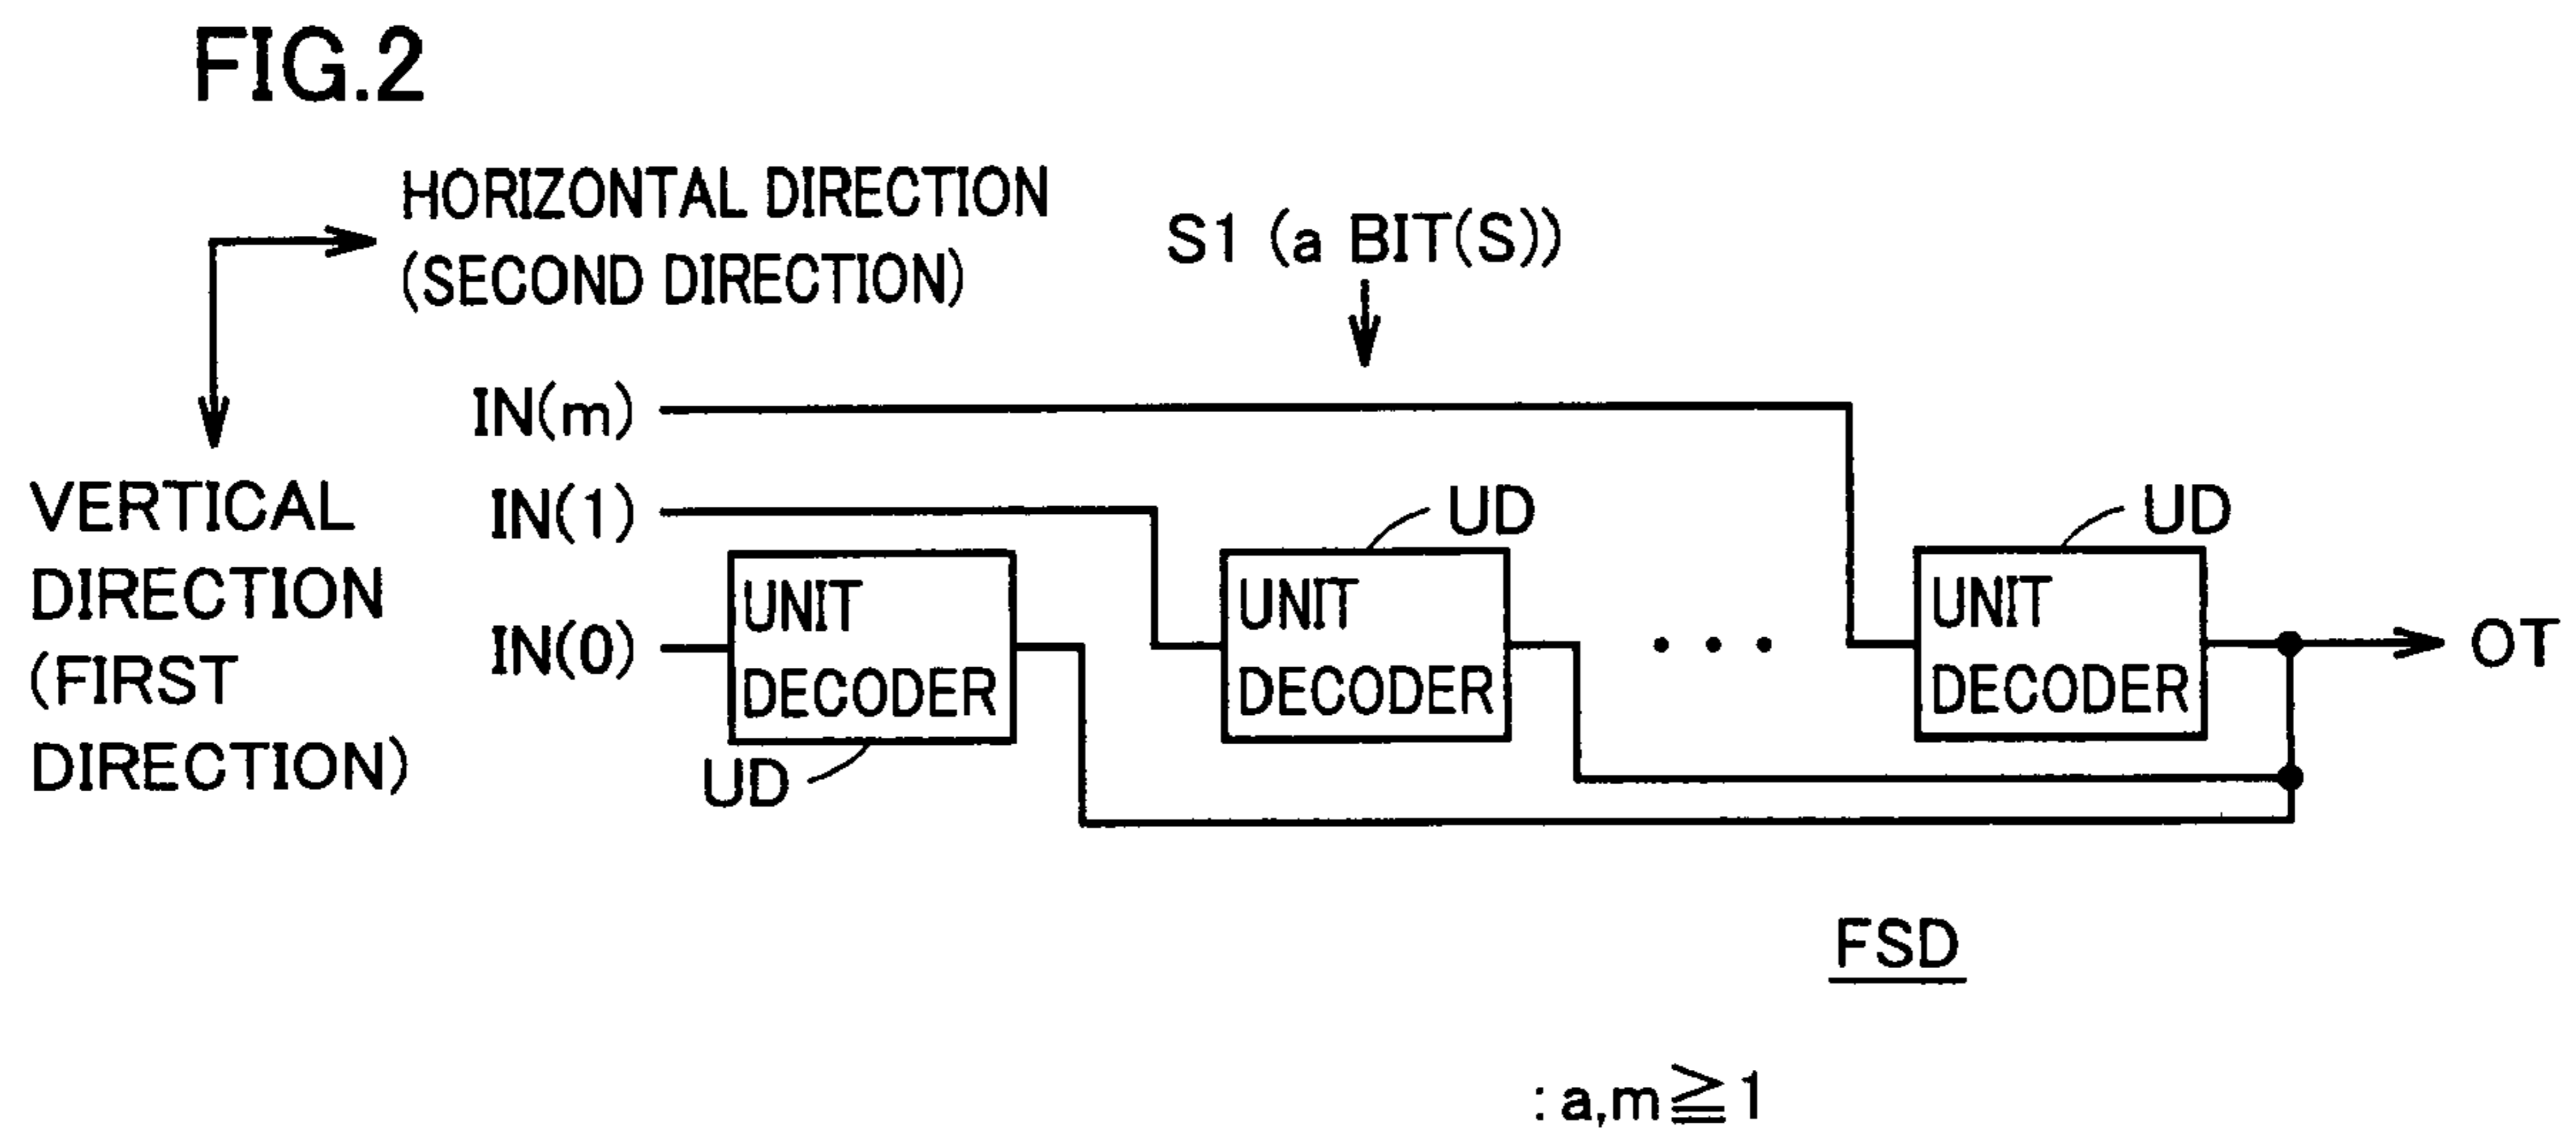 FIG.2
HORIZONTAL DIRECTION
(SECOND DIRECTION)
S1 (a BIT(S))
IN(m)
IN(1)
IN(0)
VERTICAL
DIRECTION
(FIRST
DIRECTION)
UNIT
DECODER
UD
UNIT
DECODER
UD
UNIT
DECODER
UD
OT
FSD
: a,m≧1